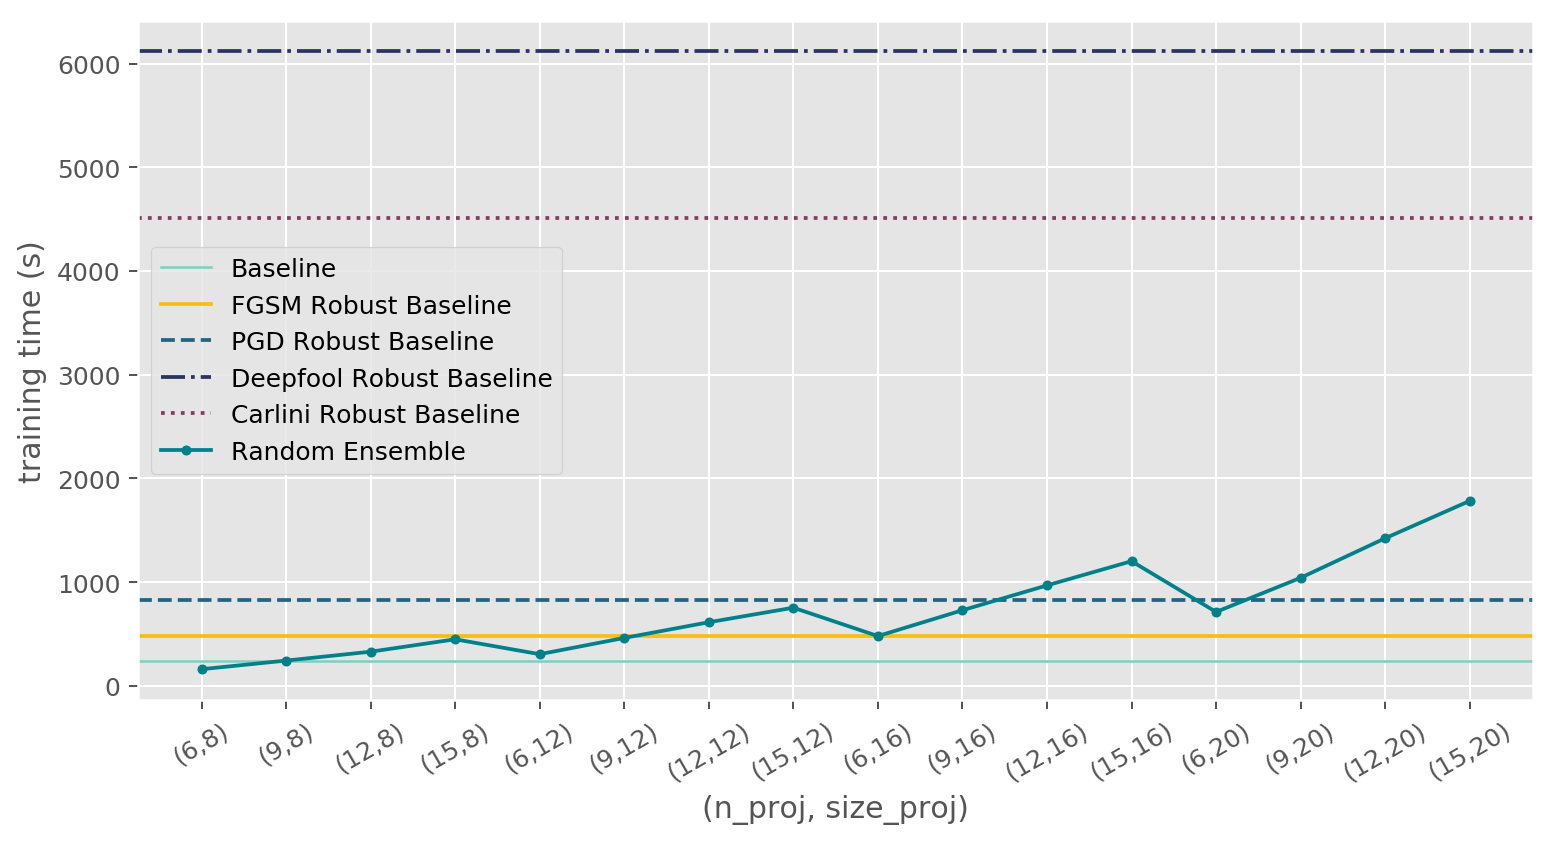 6000
5000
4000
3000
2000
1000
0
training time (s)
Baseline
FGSM Robust Baseline
PGD Robust Baseline
Deepfool Robust Baseline
Carlini Robust Baseline
Random Ensemble
(6,8) (9,8) (12,8) (15,8) (6,12) (9,12) (12,12) (15,12) (6,16) (9,16) (12,16) (15,16) (6,20) (9,20) (12,20) (15,20)
(n_proj, size_proj)